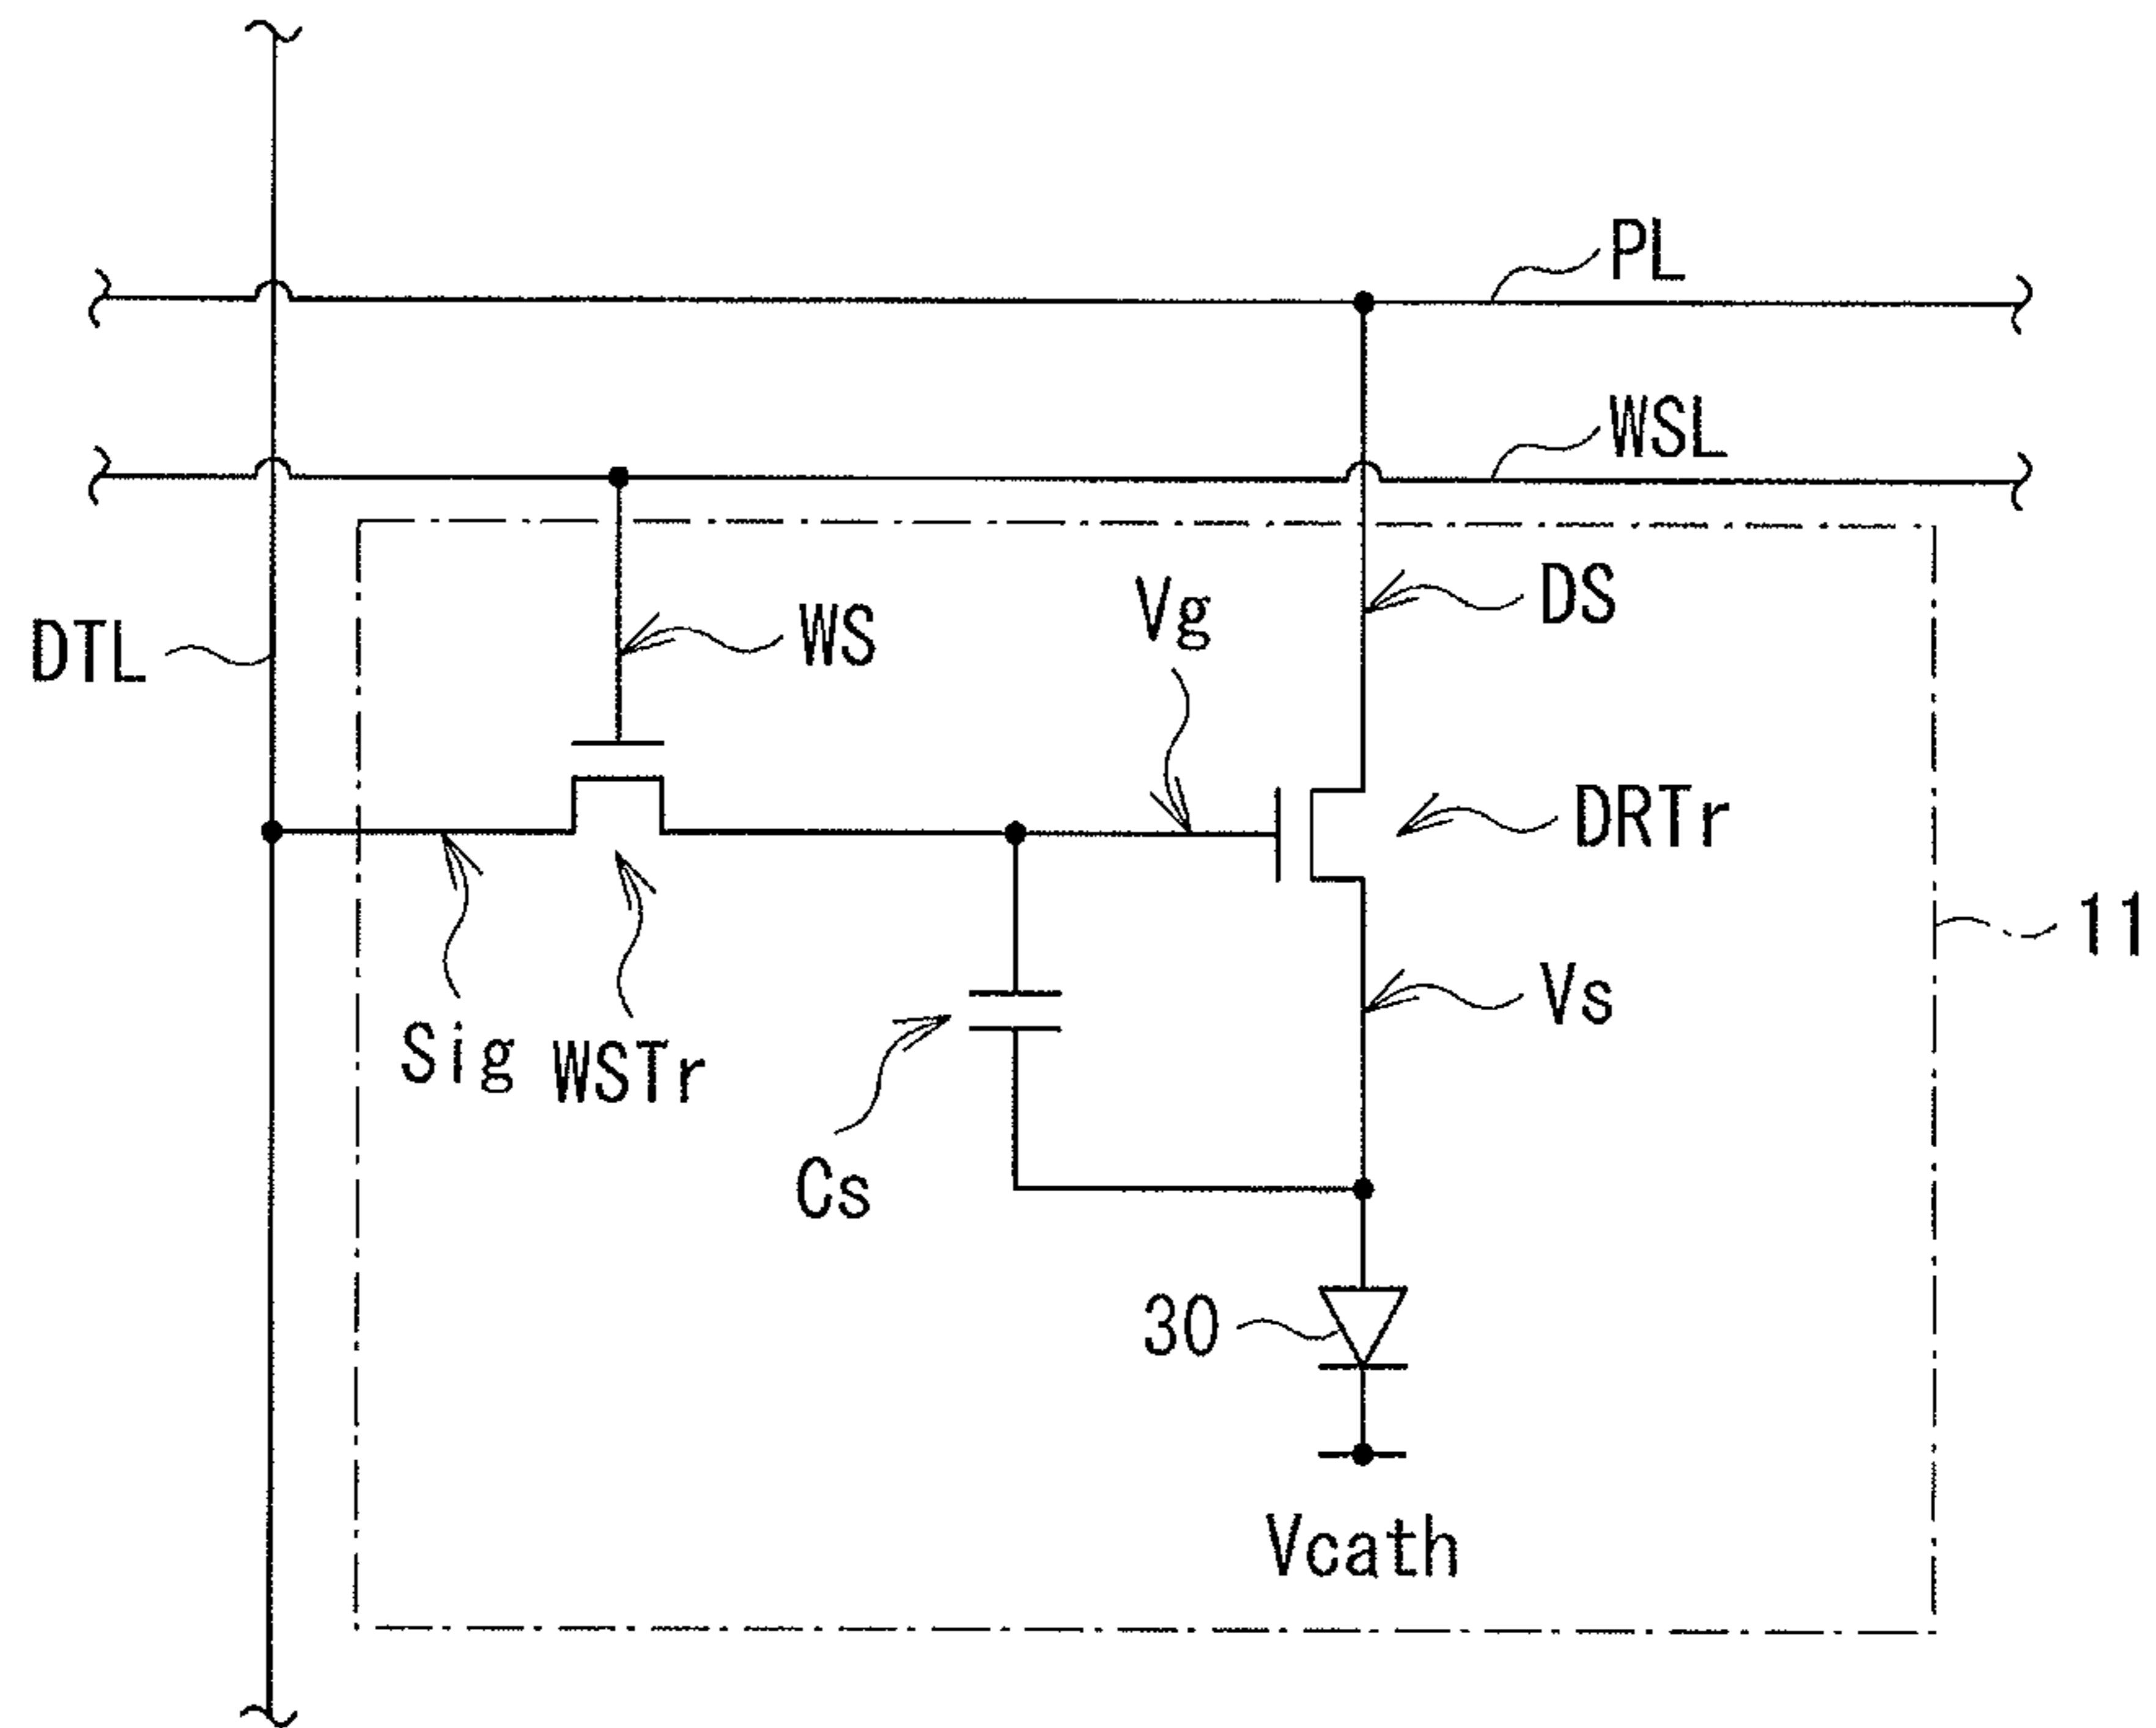 PL
WSL
DS
Vg
WS
DTL
DRTr
11
Vs
Sig
WSTr
Cs
30
Vcath